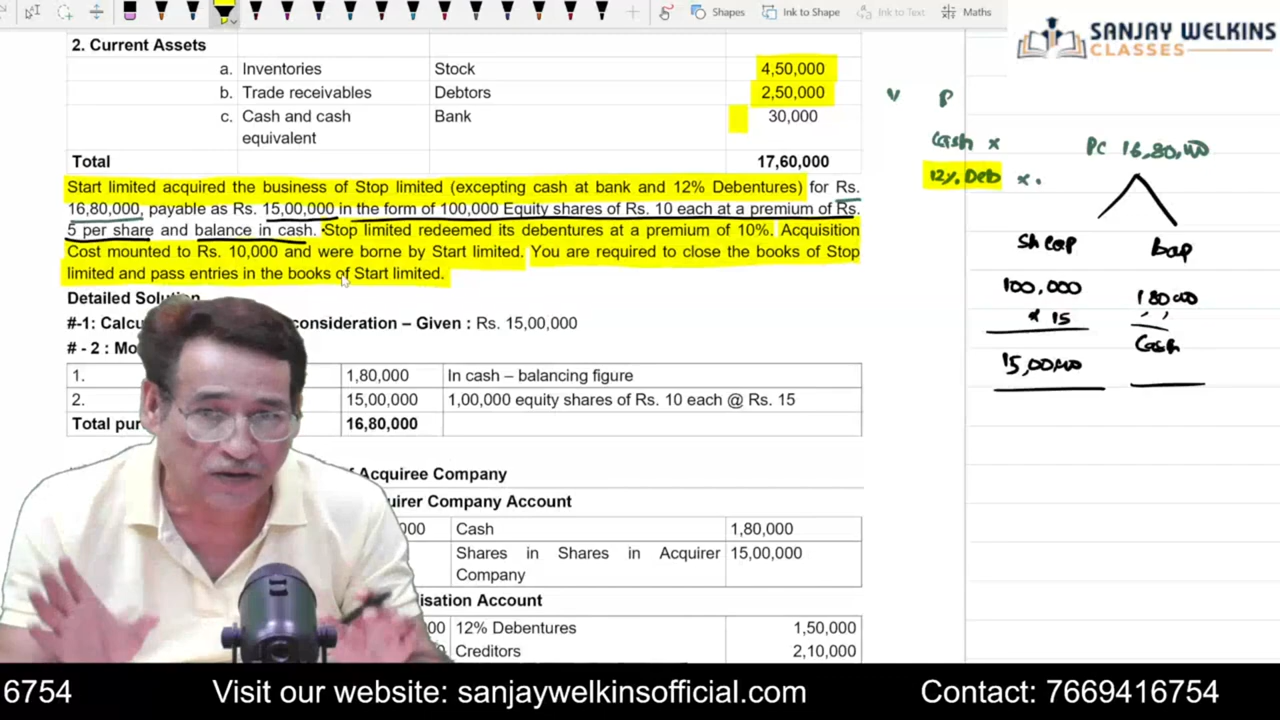 Shapes
Ink to Shape
Ink to Text
Maths
SANJAY WELKINS
CLASSES
2. Current Assets
a. Inventories Stock 4,50,000
b. Trade receivables Debtors 2,50,000
c. Cash and cash equivalent Bank 30,000
Total 17,60,000
Start limited acquired the business of Stop limited (excepting cash at bank and 12% Debentures) for Rs.
16,80,000, payable as Rs. 15,00,000 in the form of 100,000 Equity shares of Rs. 10 each at a premium of Rs.
5 per share and balance in cash. Stop limited redeemed its debentures at a premium of 10%. Acquisition
Cost mounted to Rs. 10,000 and were borne by Start limited. You are required to close the books of Stop
limited and pass entries in the books of Start limited.
Detailed Solution
#-1: Calcu consideration – Given : Rs. 15,00,000
# - 2 : Mo
1. 1,80,000 In cash – balancing figure
2. 15,00,000 1,00,000 equity shares of Rs. 10 each @ Rs. 15
Total pur 16,80,000
f Acquiree Company
quirer Company Account
000 Cash 1,80,000
Shares in Shares in Acquirer 15,00,000
Company
lisation Account
000 12% Debentures 1,50,000
Creditors 2,10,000
V P
Cash x
12% Deb x.
PC 16,80,000
Sh cap
100,000
x 15
15,00,000
bap
180000
Cash
6754 Visit our website: sanjaywelkinsofficial.com Contact: 7669416754